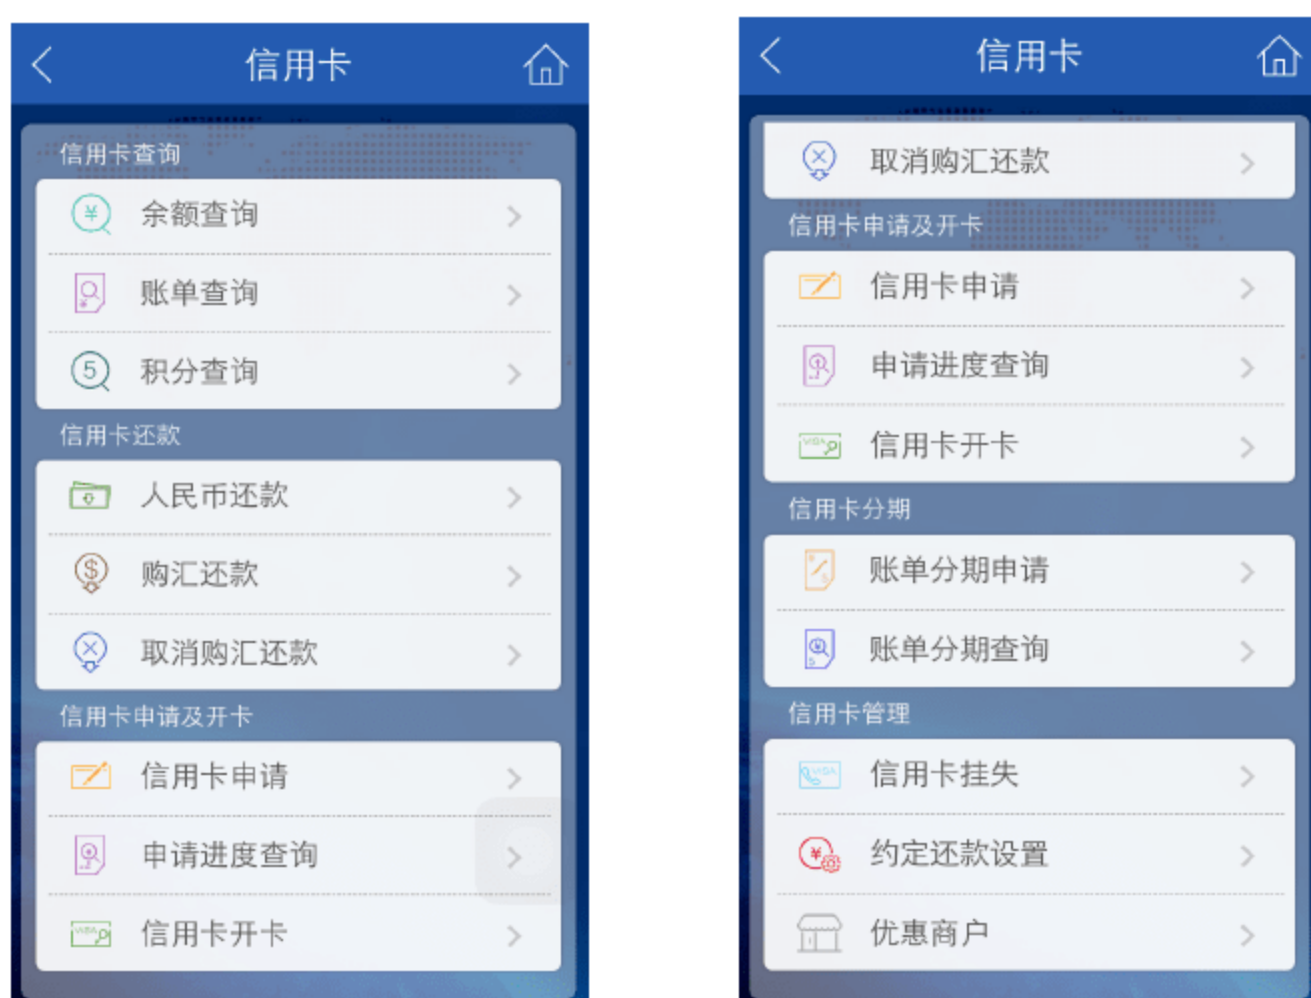 信用卡
信用卡查询
余额查询
账单查询
积分查询
信用卡还款
人民币还款
购汇还款
取消购汇还款
信用卡申请及开卡
信用卡申请
申请进度查询
信用卡开卡
信用卡
取消购汇还款
信用卡申请及开卡
信用卡申请
申请进度查询
信用卡开卡
信用卡分期
账单分期申请
账单分期查询
信用卡管理
信用卡挂失
约定还款设置
优惠商户